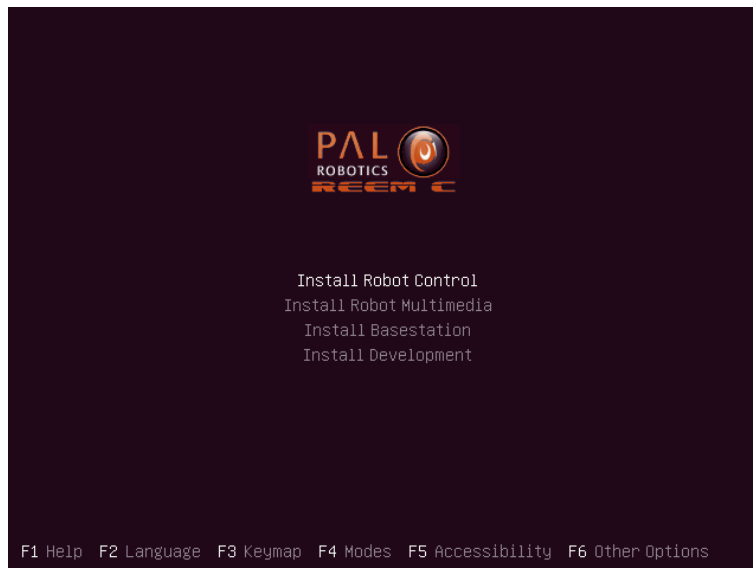 PAL
ROBOTICS
REEM C
Install Robot Control
Install Robot Multimedia
Install Basestation
Install Development
F1 Help F2 Language F3 Keymap F4 Modes F5 Accessibility F6 Other Options